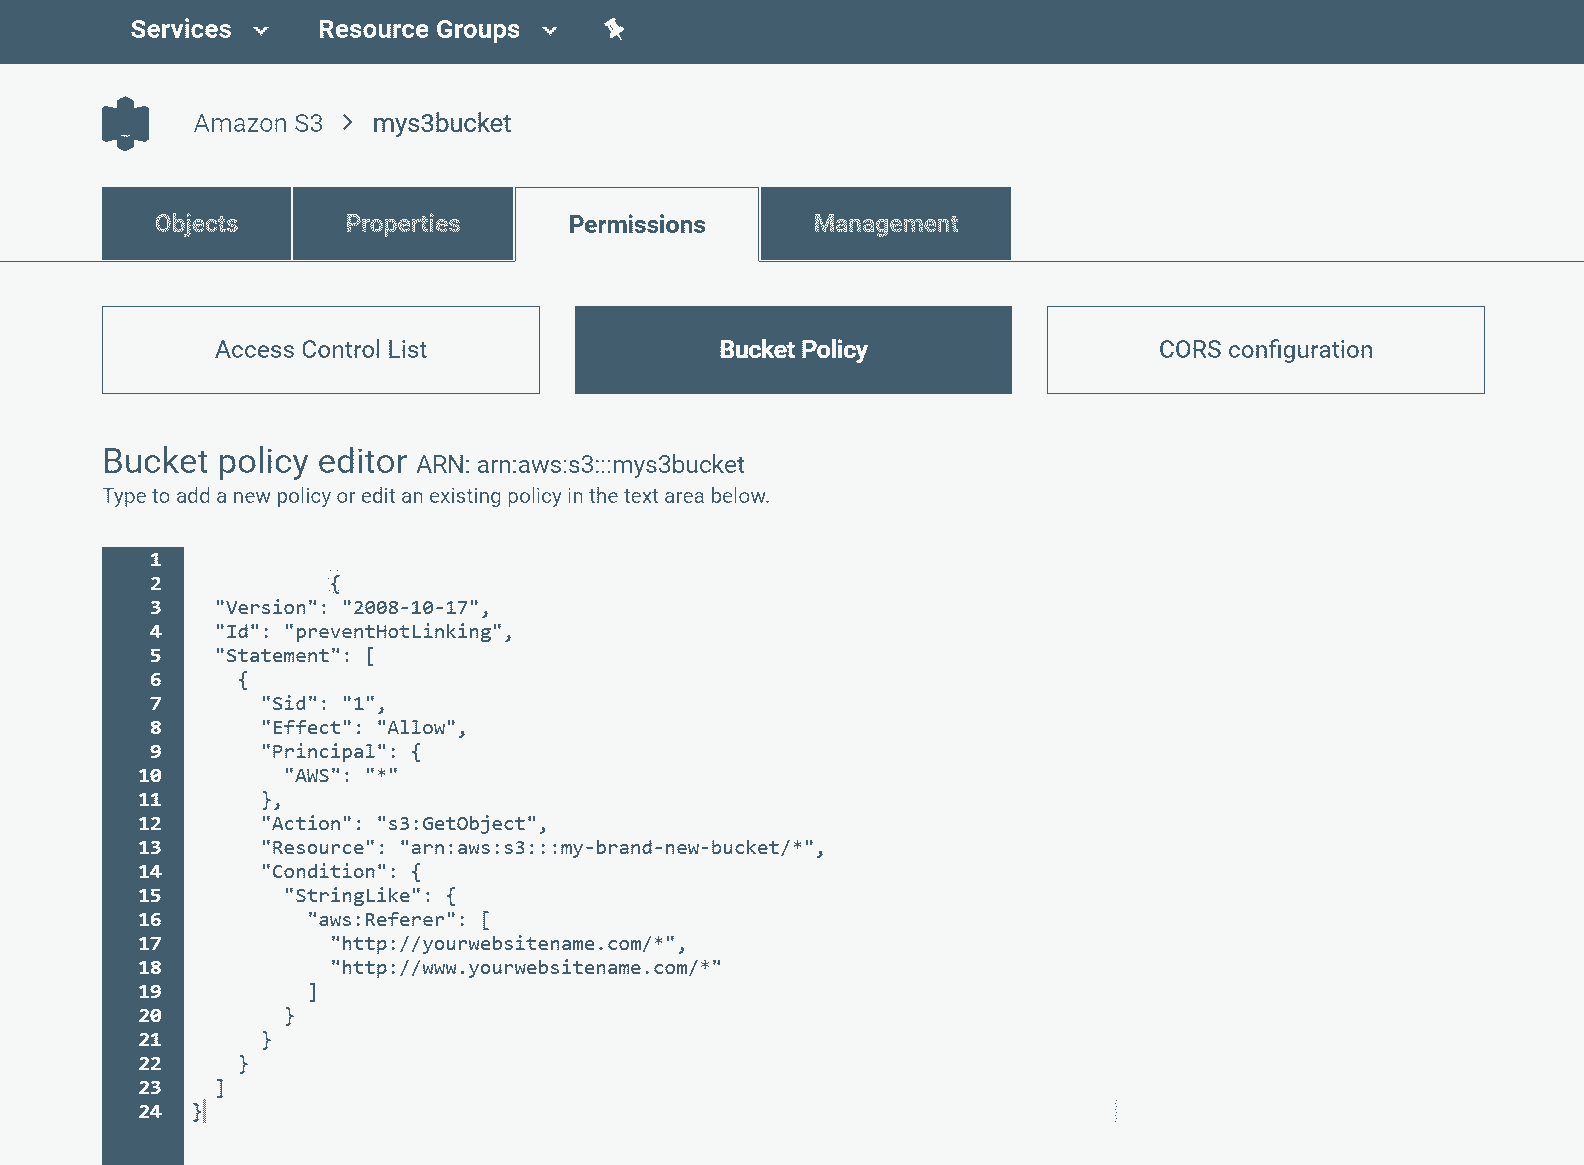 Services Resource Groups
Amazon S3 > mys3bucket
Objects Properties Permissions Management
Access Control List Bucket Policy CORS configuration
Bucket policy editor ARN: arn:aws:s3:::mys3bucket
Type to add a new policy or edit an existing policy in the text area below.
1
2 {
3 "Version": "2008-10-17",
4 "Id": "preventHotLinking",
5 "Statement": [
6 {
7 "Sid": "1",
8 "Effect": "Allow",
9 "Principal": {
10 "AWS": "*"
11 },
12 "Action": "s3:GetObject",
13 "Resource": "arn:aws:s3:::my-brand-new-bucket/*",
14 "Condition": {
15 "StringLike": {
16 "aws:Referer": [
17 "http://yourwebsitename.com/*",
18 "http://www.yourwebsitename.com/*"
19 ]
20 }
21 }
22 }
23 ]
24 }